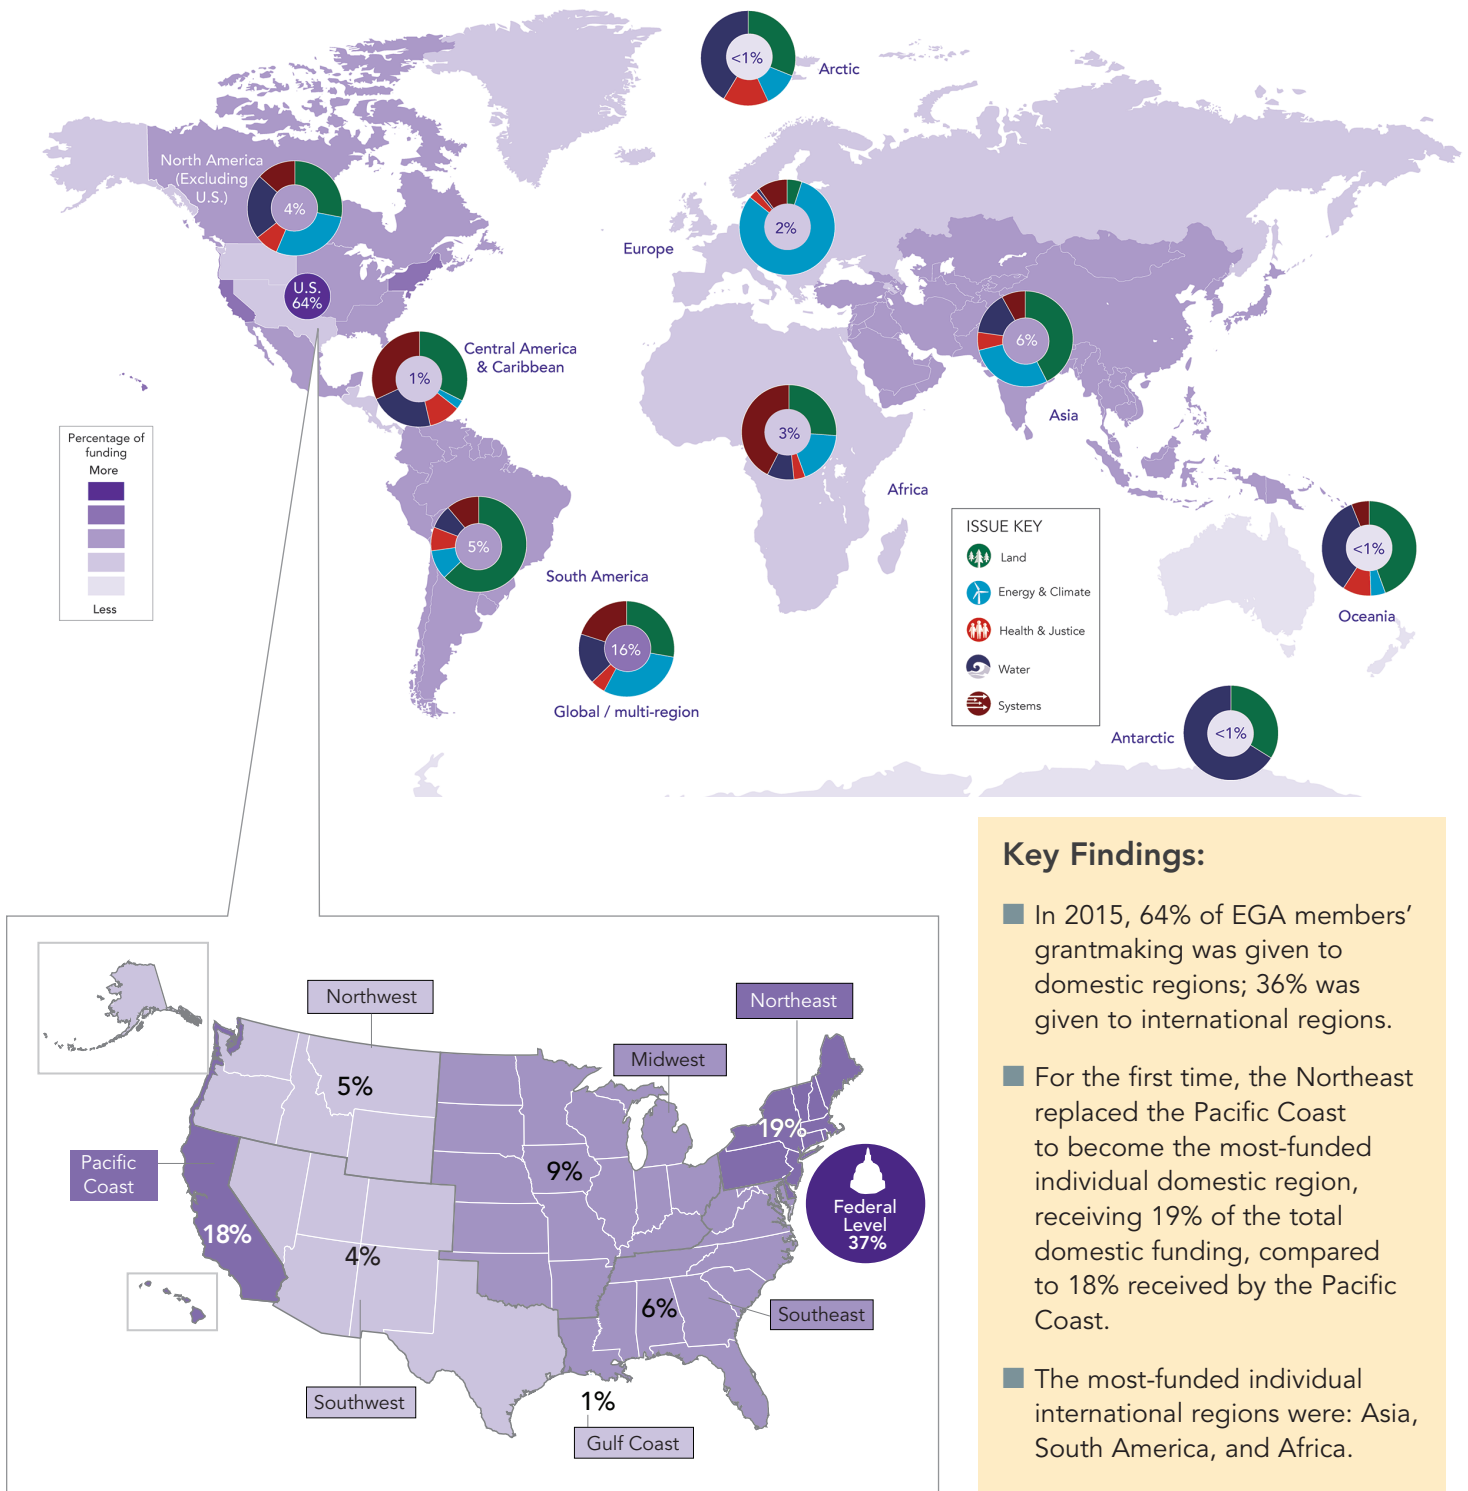 <1%
Arctic
North America
(Excluding
U.S.)
4%
2%
Europe
U.S.
64%
6%
Central America
& Caribbean
1%
Asia
3%
Africa
Percentage of
funding
More
Less
5%
South America
ISSUE KEY
Land
Energy & Climate
Health & Justice
Water
Systems
<1%
Oceania
16%
Global / multi-region
Antarctic
<1%
Key Findings:
In 2015, 64% of EGA members’
grantmaking was given to
domestic regions; 36% was
given to international regions.
For the first time, the Northeast
replaced the Pacific Coast
to become the most-funded
individual domestic region,
receiving 19% of the total
domestic funding, compared
to 18% received by the Pacific
Coast.
The most-funded individual
international regions were: Asia,
South America, and Africa.
Northwest
Northeast
Midwest
5%
19%
Pacific
Coast
9%
Federal
Level
37%
18%
4%
6%
Southeast
Southwest
1%
Gulf Coast